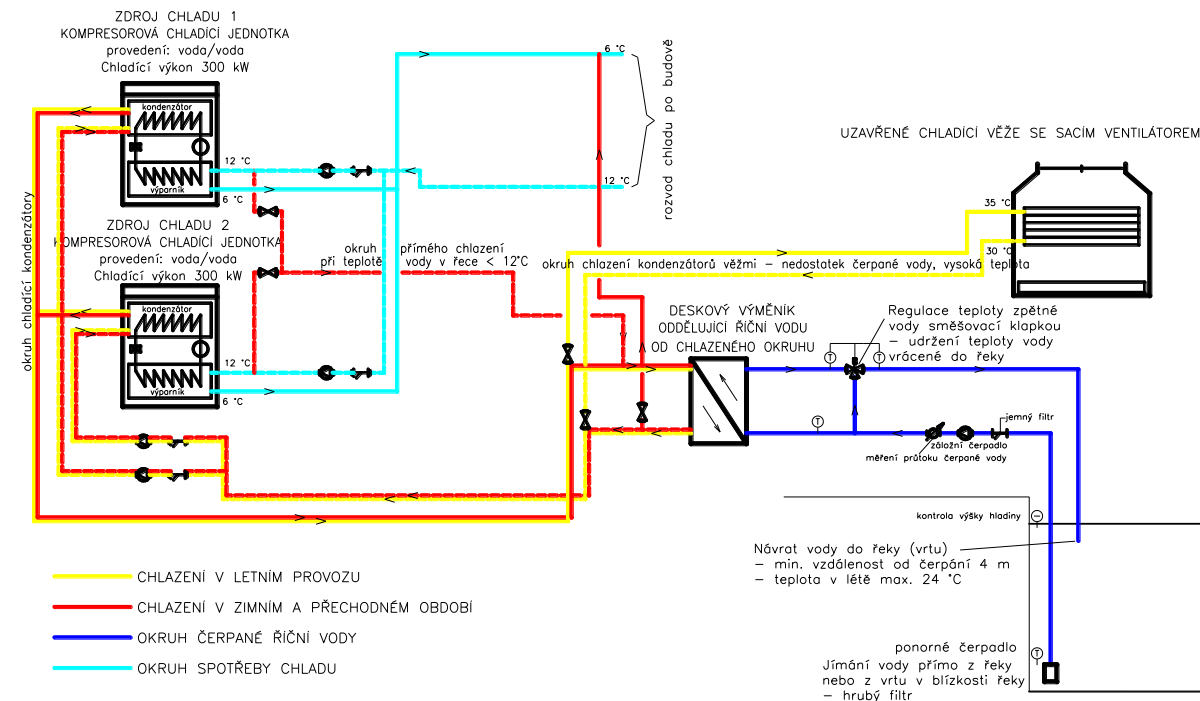 ZDROJ CHLADU 1
KOMPRESOROVÁ CHLADÍCÍ JEDNOTKA
provedení: voda/voda
Chladící výkon 300 kW
kondenzátor
výparník
12 °C
6 °C
6 °C
12 °C
rozvod chlapu po budově
UZAVŘENÉ CHLADÍCÍ VĚŽE SE SACÍM VENTILÁTOREM
35 °C
30 °C
okruh chladící kondenzátory
ZDROJ CHLADU 2
KOMPRESOROVÁ CHLADÍCÍ JEDNOTKA
provedení: voda/voda
Chladící výkon 300 kW
kondenzátor
výparník
12 °C
6 °C
okruh přímého chlazení
při teplotě vody v řece < 12°C
okruh chlazení kondenzátorů věžmi – nedostatek čerpané vody, vysoká teplota
DESKOVÝ VÝMĚNÍK
ODDĚLUJÍCÍ ŘÍČNÍ VODU
OD CHLAZENÉHO OKRUHU
Regulace teploty zpětné
vody směšovací klapkou
– udržení teploty vody
vrácené do řeky
T
T
T
jemný filtr
záložní čerpadlo
měření průtoku čerpané vody
kontrola výšky hladiny
Návrat vody do řeky (vrtu)
– min. vzdálenost od čerpání 4 m
– teplota v létě max. 24 °C
CHLAZENÍ V LETNÍM PROVOZU
CHLAZENÍ V ZIMNÍM A PŘECHODNÉM OBDOBÍ
OKRUH ČERPANÉ ŘÍČNÍ VODY
OKRUH SPOTŘEBY CHLADU
T
ponorné čerpadlo
Jímání vody přímo z řeky
nebo z vrtu v blízkosti řeky
– hrubý filtr